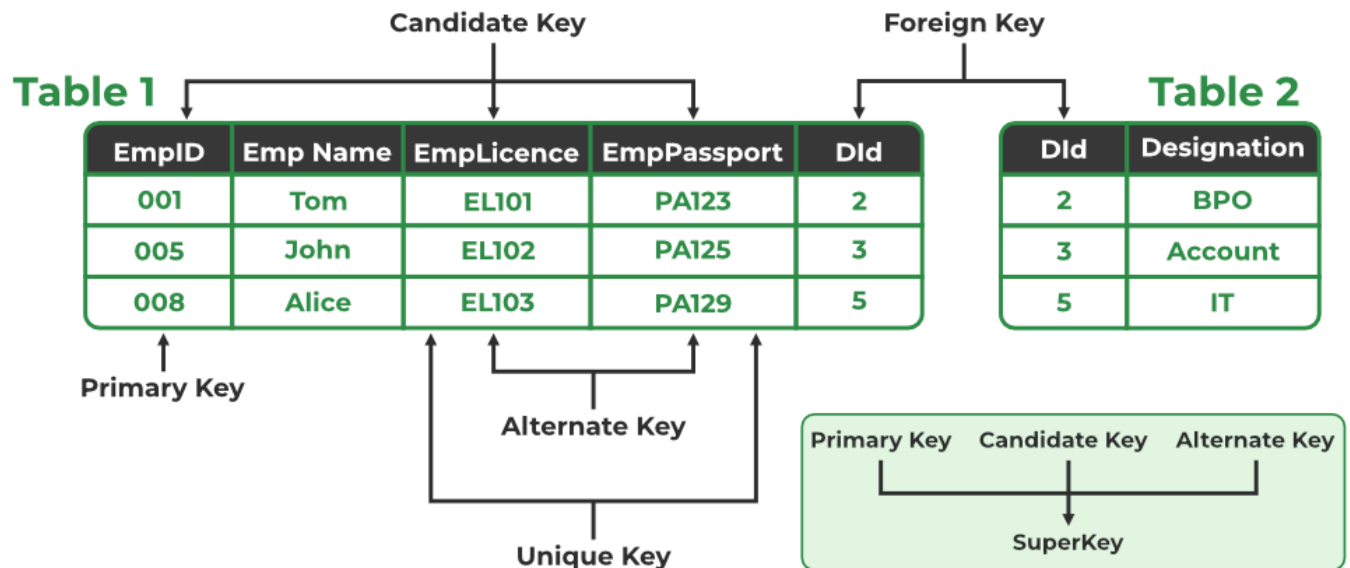 Candidate Key
Foreign Key
Table 1
Table 2
EmpID Emp Name EmpLicence EmpPassport DId
001 Tom EL101 PA123 2
005 John EL102 PA125 3
008 Alice EL103 PA129 5
DId Designation
2 BPO
3 Account
5 IT
Primary Key
Alternate Key
Unique Key
Primary Key Candidate Key Alternate Key
SuperKey